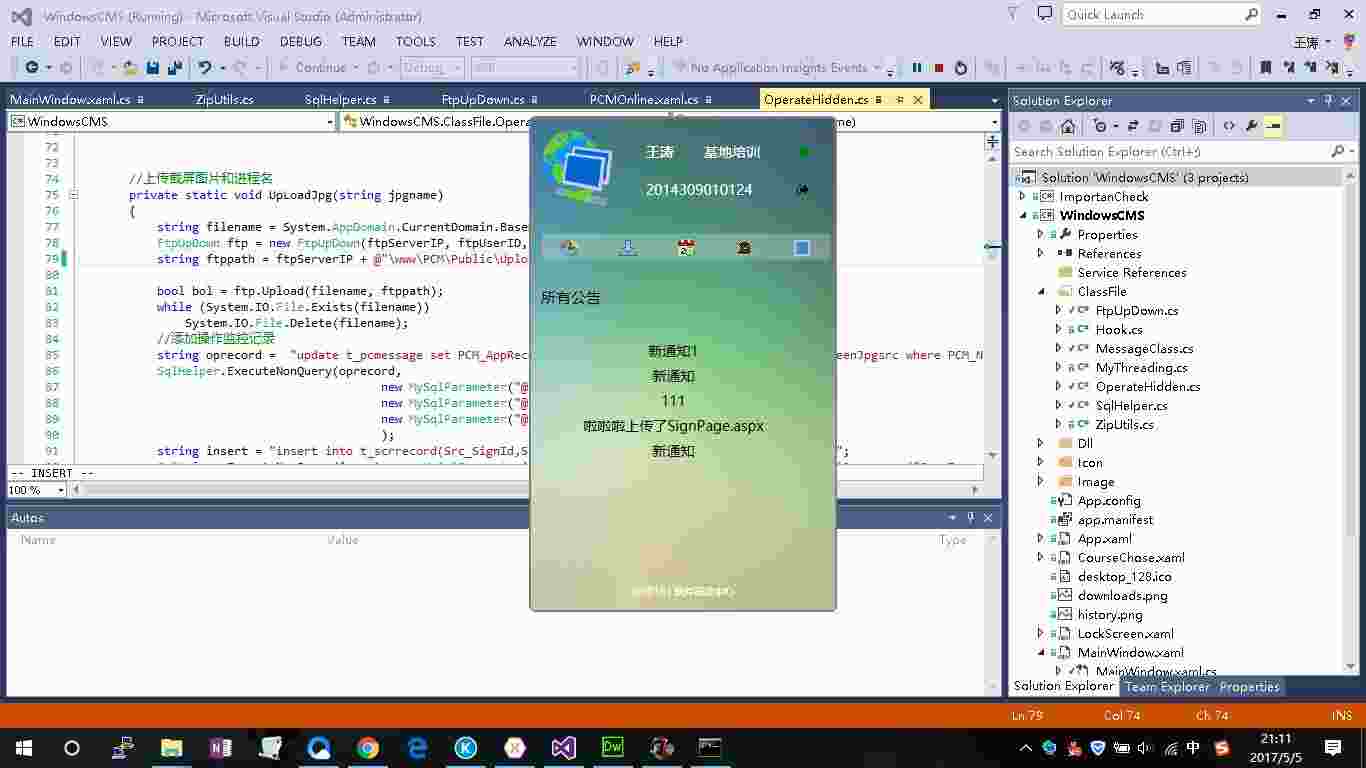 WindowsCMS (Running) - Microsoft Visual Studio (Administrator)
Quick Launch
FILE EDIT VIEW PROJECT BUILD DEBUG TEAM TOOLS TEST ANALYZE WINDOW HELP
王涛
Continue
Debug
No Application Insights Events
MainWindow.xaml.cs ZipUtils.cs SqlHelper.cs FtpUpDown.cs PCMOnline.xaml.cs OperateHidden.cs
WindowsCMS
WindowsCMS.ClassFile.Oper
me)
72
73
74 //上传截屏图片和进程名
75 private static void UpLoadJpg(string jpgname)
76 {
77 string filename = System.AppDomain.CurrentDomain.Base
78 FtpUpDown ftp = new FtpUpDown(ftpServerIP, ftpUserID,
79 string ftppath = ftpServerIP + @"\www\PCM\Public\Uplo
80
81 bool bol = ftp.Upload(filename, ftppath);
82 while (System.IO.File.Exists(filename))
83 System.IO.File.Delete(filename);
84 //添加操作监控记录
85 string oprecord = "update t_pcmessage set PCM_AppRec
eenJpgsrc where PCM_N
86 SqlHelper.ExecuteNonQuery(oprecord,
87 new MySqlParameter("@
88 new MySqlParameter("@
89 new MySqlParameter("@
90 );
91 string insert = "insert into t_scrrecord(Src_SignId,S
";
-- INSERT --
100 %
Autos
Name Value Type
王涛 基地培训
2014309010124
所有公告
新通知1
新通知
111
啦啦啦上传了SignPage.aspx
新通知
Solution Explorer
Search Solution Explorer (Ctrl+;)
Solution 'WindowsCMS' (3 projects)
ImportanCheck
WindowsCMS
Properties
References
Service References
ClassFile
FtpUpDown.cs
Hook.cs
MessageClass.cs
MyThreading.cs
OperateHidden.cs
SqlHelper.cs
ZipUtils.cs
Dll
Icon
Image
App.config
app.manifest
App.xaml
CourseChose.xaml
desktop_128.ico
downloads.png
history.png
LockScreen.xaml
MainWindow.xaml
MainWindow.xaml.cs
Solution Explorer Team Explorer Properties
Ln 79 Col 74 Ch 74 INS
中
21:11
2017/5/5